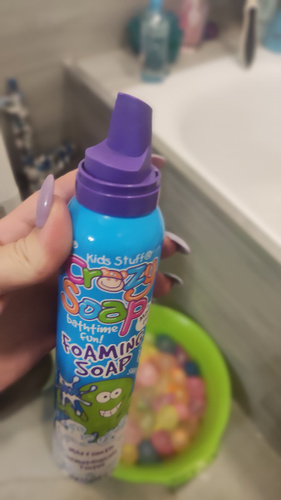 Kids Stuff®
Crazy
Soap
bathtime
fun!
FOAMING
SOAP